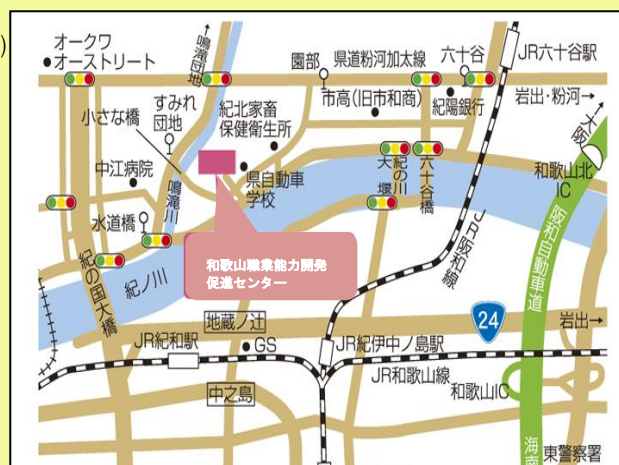 )
オークワ
オーストリート
鳴滝団地
園部
県道粉河加太線
六十谷
JR六十谷駅
小さな橋
すみれ
団地
紀北家畜
保健衛生所
市高(旧市和商)
紀陽銀行
岩出・粉河→
大阪
中江病院
鳴滝川
県自動車
学校
紀の川
大堰
六十谷橋
和歌山北
IC
水道橋
JR阪和線
阪和自動車道
紀の国大橋
紀ノ川
和歌山職業能力開発
促進センター
24
地蔵ノ辻
岩出→
JR紀和駅
GS
JR紀伊中ノ島駅
JR和歌山線
和歌山IC
中之島
海南
東警察署